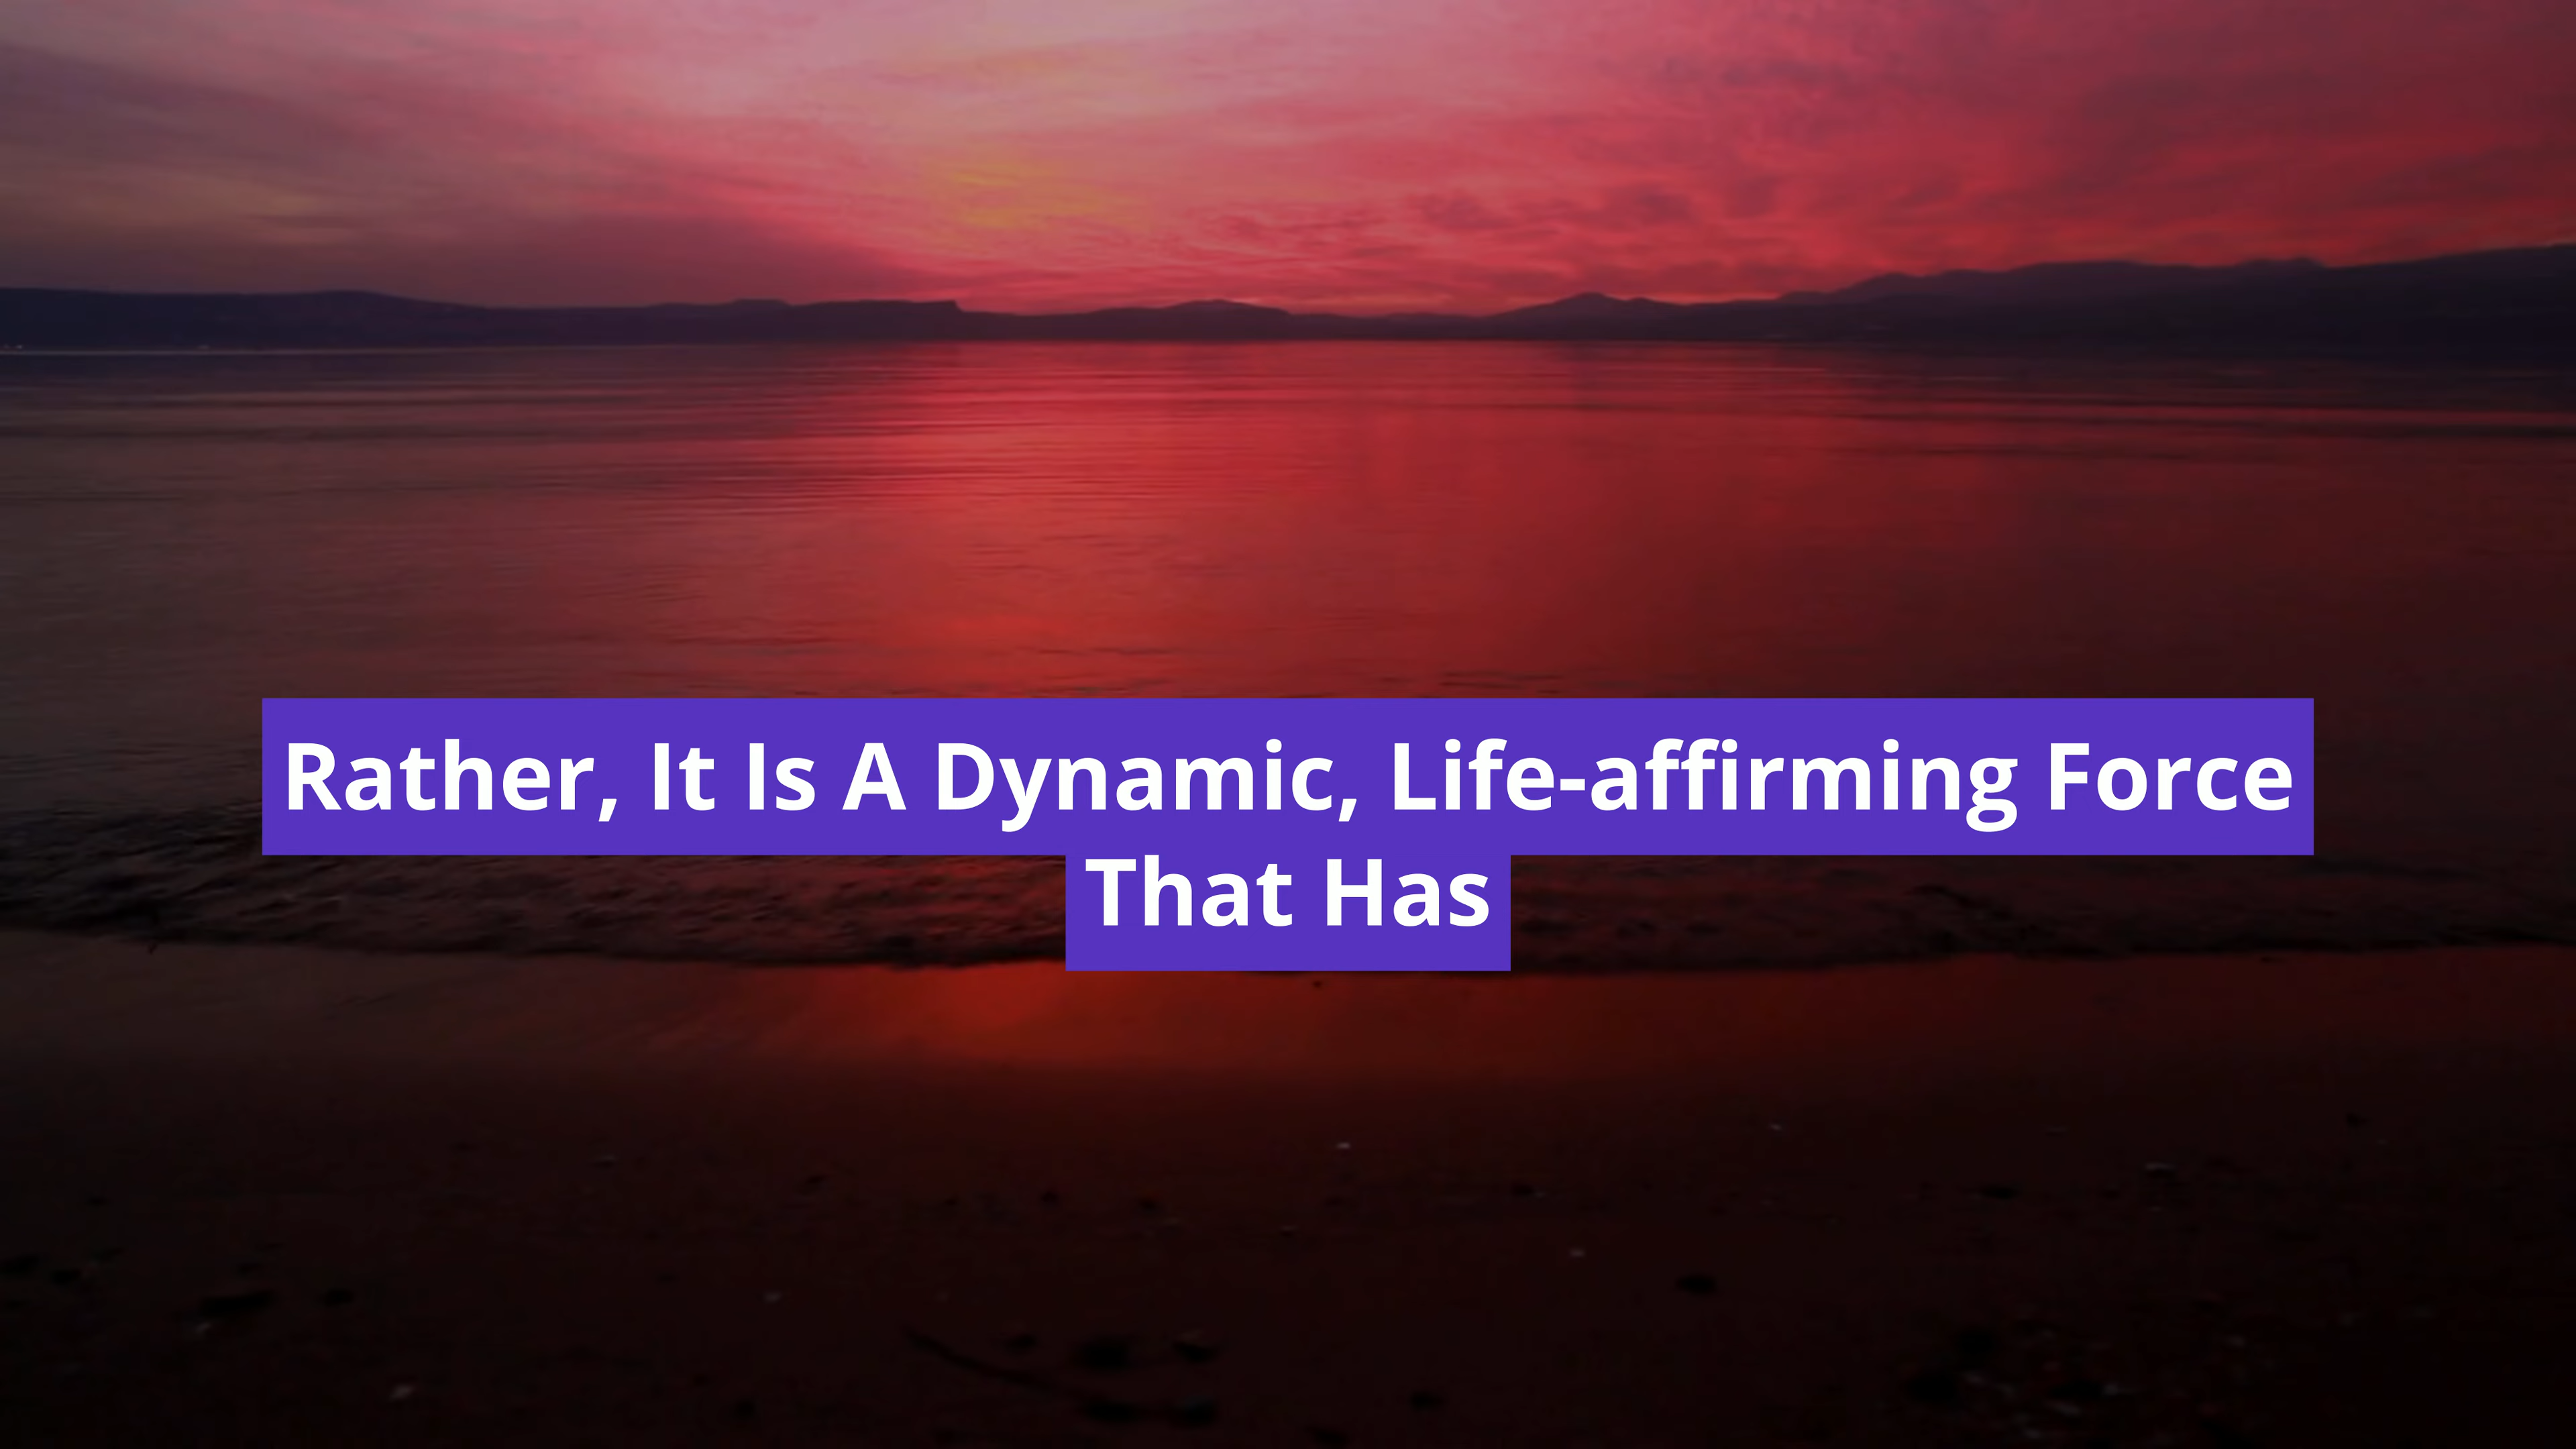 Rather, It Is A Dynamic, Life-affirming Force
That Has